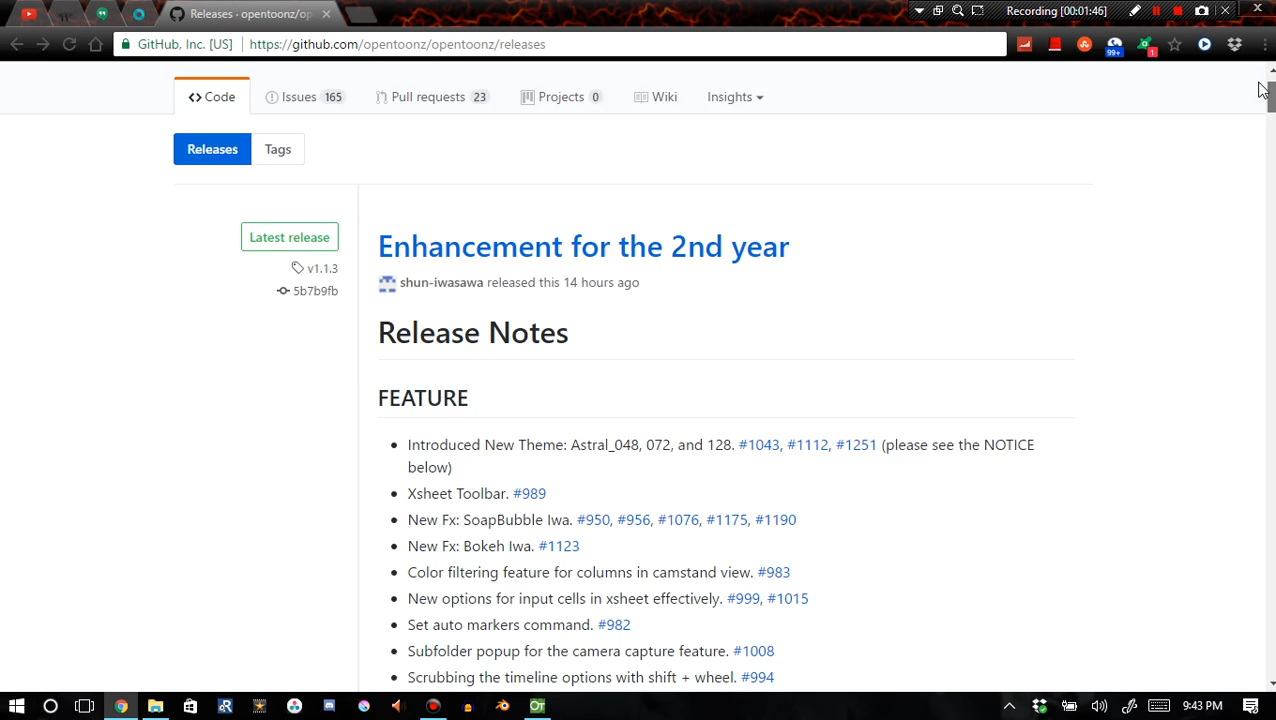 Releases · opentoonz/op
Recording [00:01:46]
GitHub, Inc. [US] https://github.com/opentoonz/opentoonz/releases
99+
1
Code Issues 165 Pull requests 23 Projects 0 Wiki Insights
Releases Tags
Latest release
v1.1.3
5b7b9fb
Enhancement for the 2nd year
shun-iwasawa released this 14 hours ago
Release Notes
FEATURE
• Introduced New Theme: Astral_048, 072, and 128. #1043, #1112, #1251 (please see the NOTICE
below)
• Xsheet Toolbar. #989
• New Fx: SoapBubble Iwa. #950, #956, #1076, #1175, #1190
• New Fx: Bokeh Iwa. #1123
• Color filtering feature for columns in camstand view. #983
• New options for input cells in xsheet effectively. #999, #1015
• Set auto markers command. #982
• Subfolder popup for the camera capture feature. #1008
• Scrubbing the timeline options with shift + wheel. #994
9:43 PM